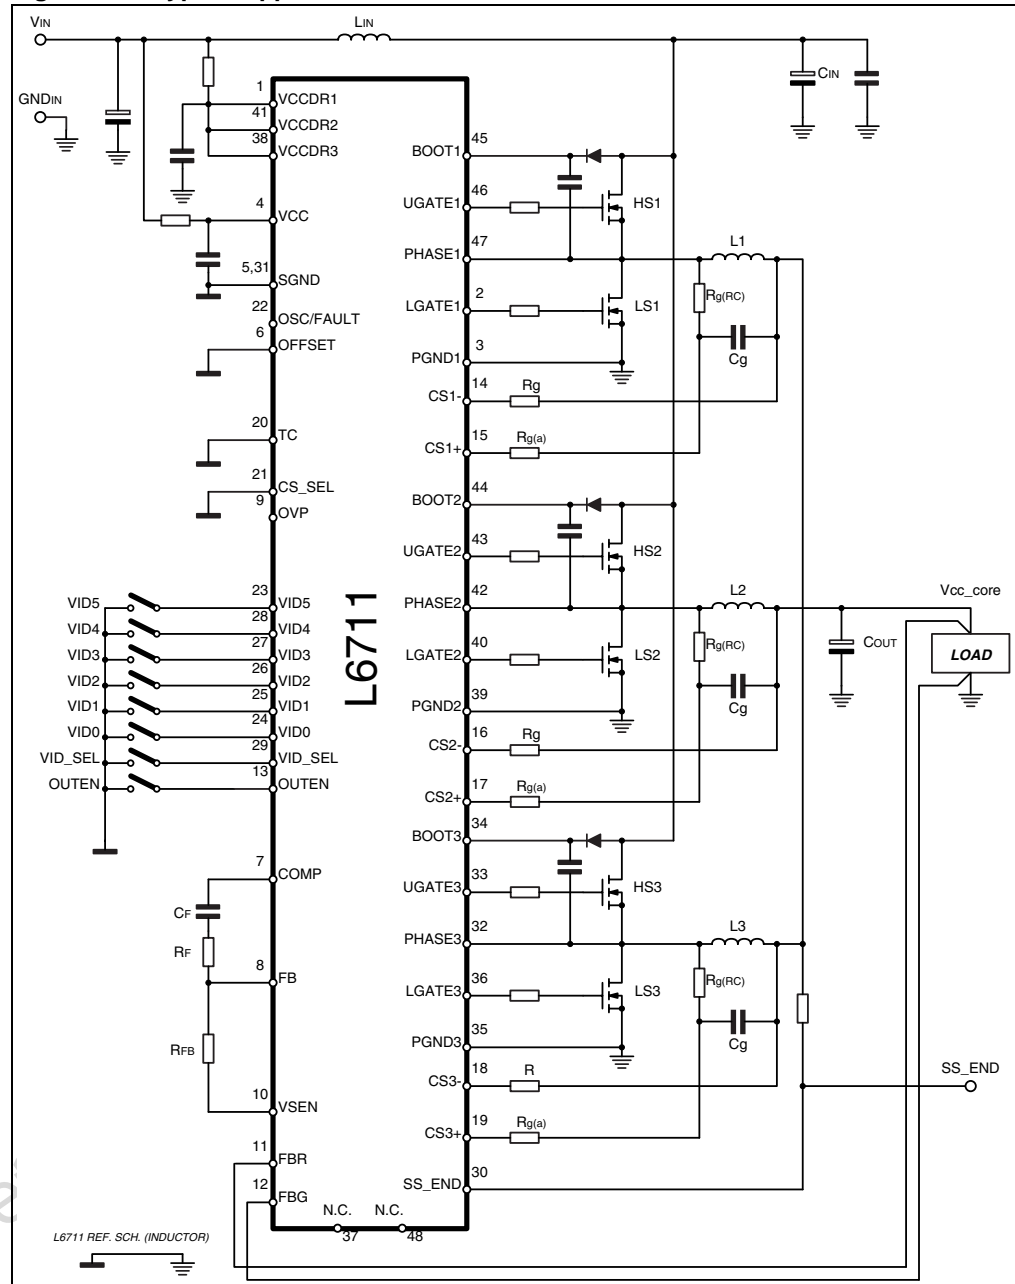 VIN
LIN
GNDIN
CIN
1
VCCDR1
41
VCCDR2
38
VCCDR3
4
VCC
5,31
SGND
22
OSC/FAULT
6
OFFSET
20
TC
21
CS_SEL
9
OVP
VID5
23
VID5
VID4
28
VID4
VID3
27
VID3
VID2
26
VID2
VID1
25
VID1
VID0
24
VID0
VID_SEL
29
VID_SEL
OUTEN
13
OUTEN
7
COMP
CF
RF
8
FB
RFB
10
VSEN
11
FBR
12
FBG
N.C.
37
N.C.
48
L6711
BOOT1
45
UGATE1
46
HS1
PHASE1
47
L1
LGATE1
2
LS1
Rg(RC)
Cg
PGND1
3
CS1-
14
Rg
CS1+
15
Rg(a)
BOOT2
44
UGATE2
43
HS2
PHASE2
42
L2
LGATE2
40
LS2
Rg(RC)
Cg
PGND2
39
CS2-
16
Rg
CS2+
17
Rg(a)
Vcc_core
COUT
LOAD
BOOT3
34
UGATE3
33
HS3
PHASE3
32
L3
LGATE3
36
LS3
Rg(RC)
Cg
PGND3
35
CS3-
18
R
CS3+
19
Rg(a)
SS_END
SS_END
30
L6711 REF. SCH. (INDUCTOR)